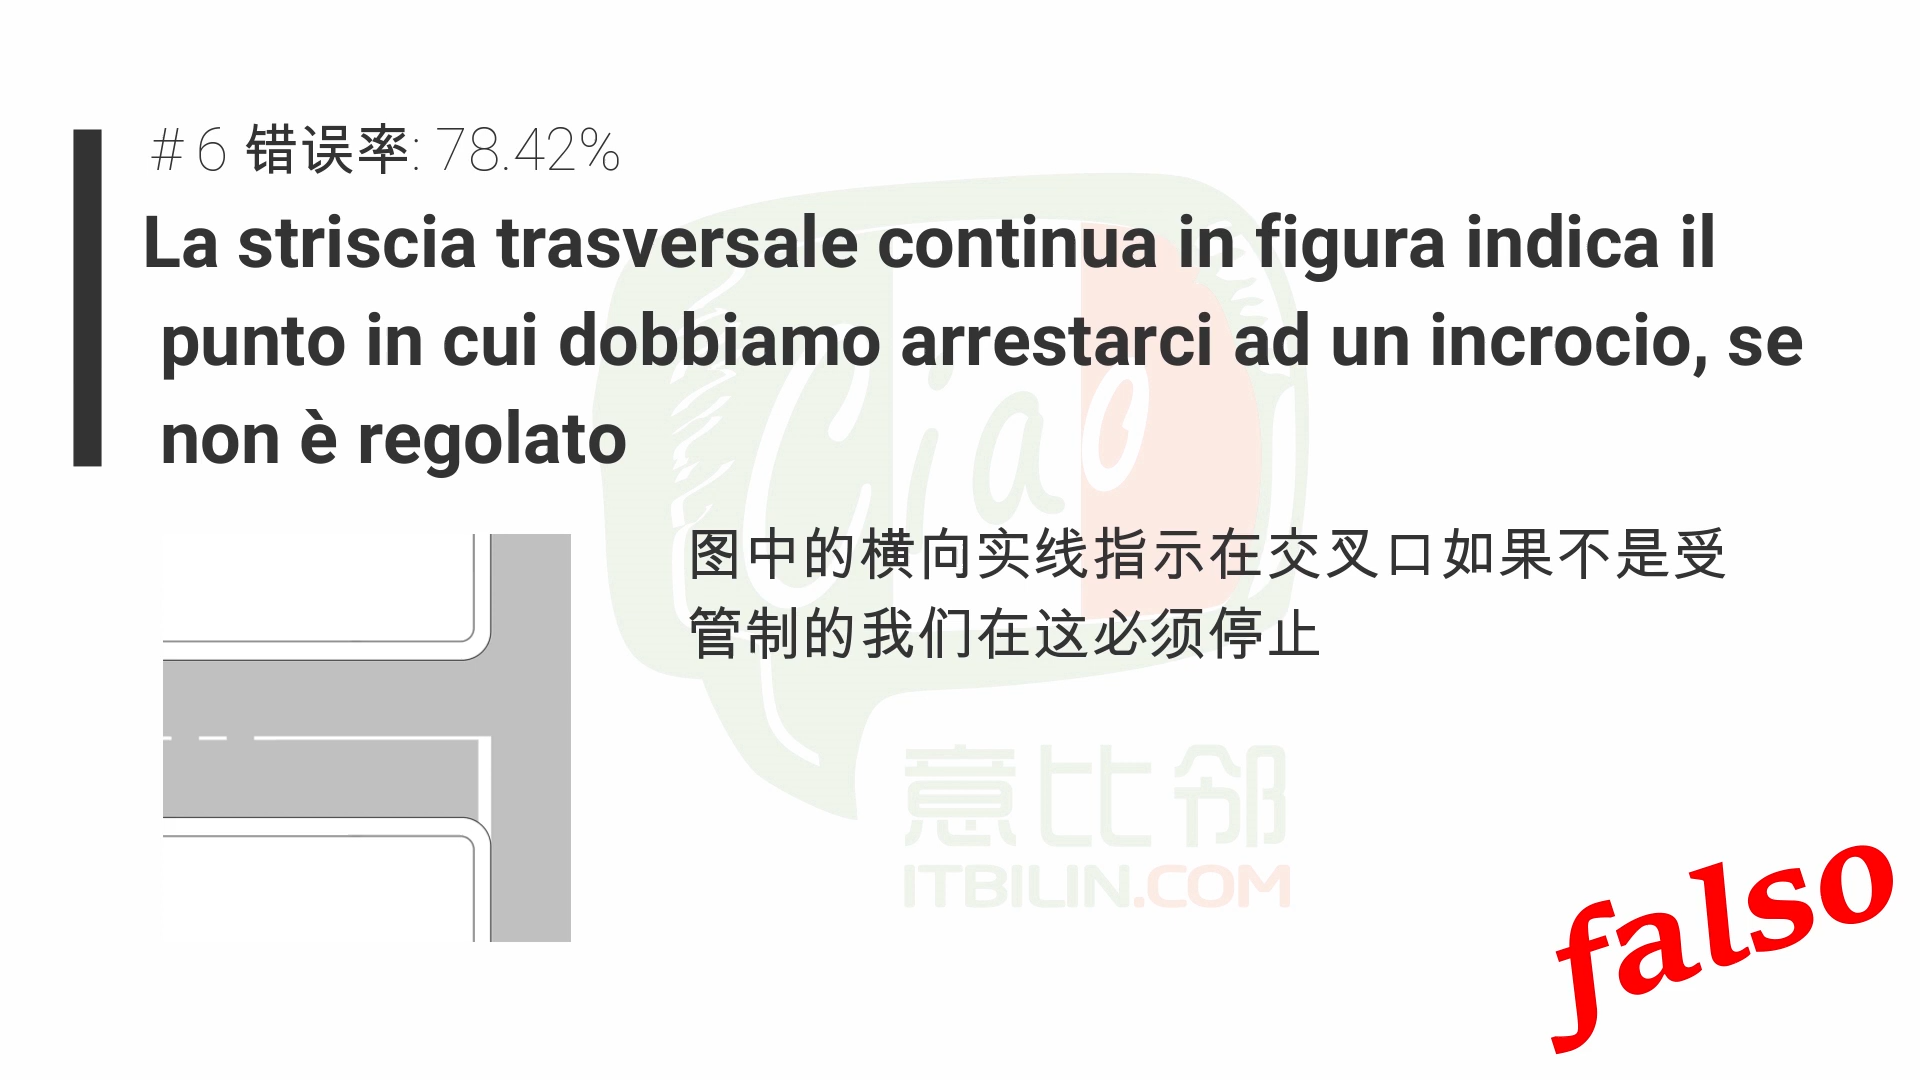 # 6 错误率: 78.42%
La striscia trasversale continua in figura indica il
punto in cui dobbiamo arrestarci ad un incrocio, se
non è regolato
图中的横向实线指示在交叉口如果不是受
管制的我们在这必须停止
Ciao
意比邻
ITBILIN.COM
falso